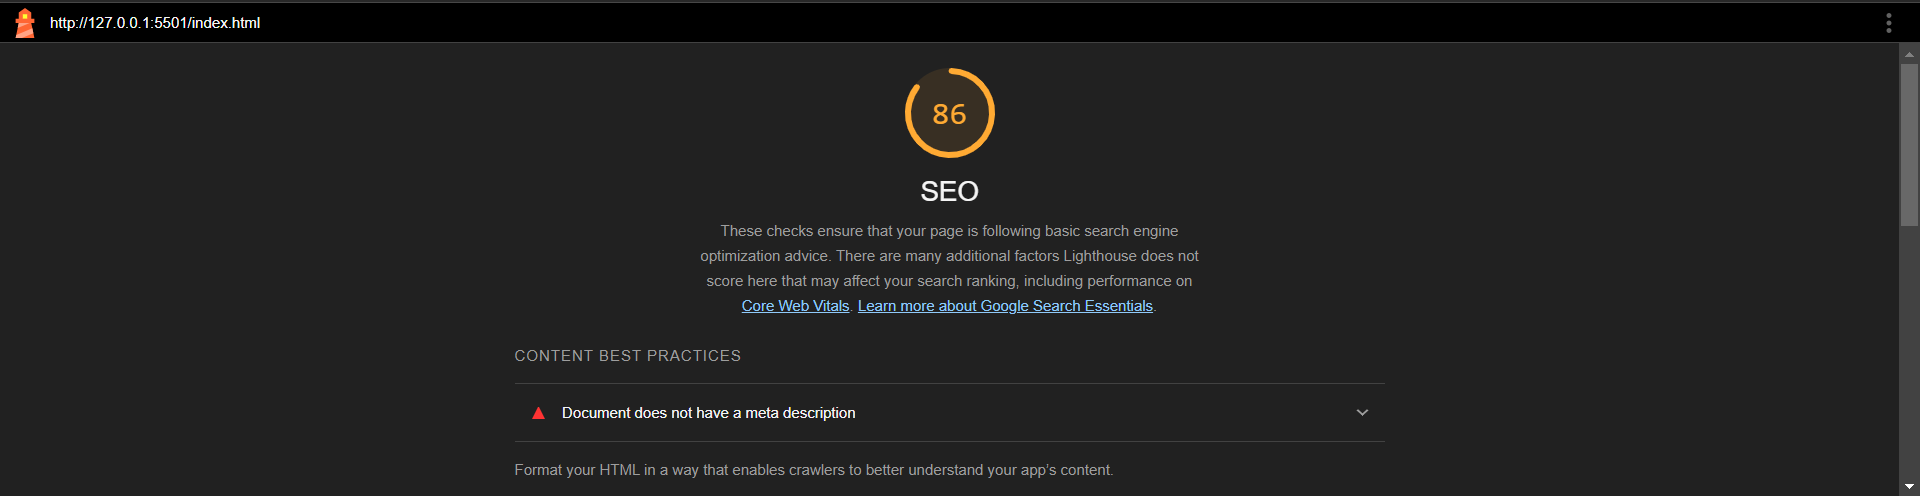 http://127.0.0.1:5501/index.html
86
SEO
These checks ensure that your page is following basic search engine
optimization advice. There are many additional factors Lighthouse does not
score here that may affect your search ranking, including performance on
Core Web Vitals. Learn more about Google Search Essentials.
CONTENT BEST PRACTICES
Document does not have a meta description
Format your HTML in a way that enables crawlers to better understand your app’s content.